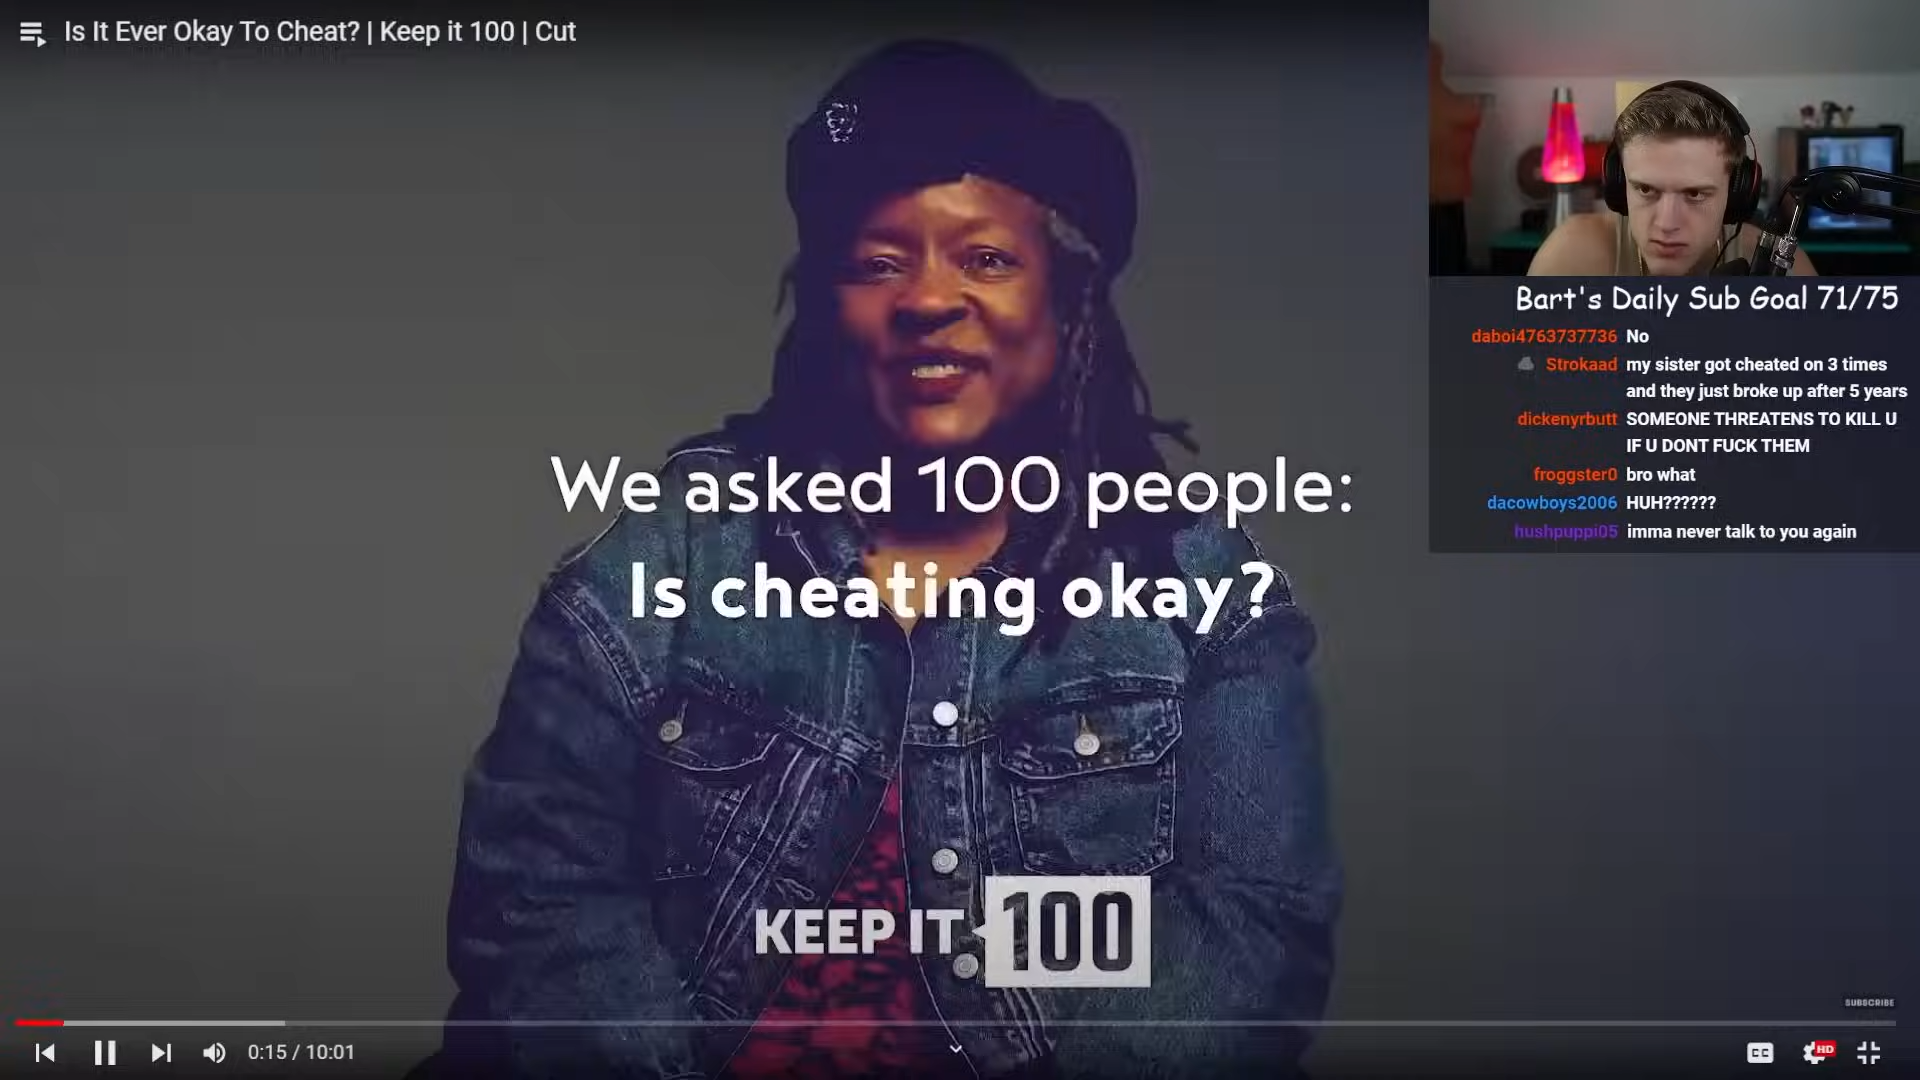 Is It Ever Okay To Cheat? | Keep it 100 | Cut
We asked 100 people:
Is cheating okay?
KEEP IT 100
Bart's Daily Sub Goal 71/75
daboi4763737736 No
Strokaad my sister got cheated on 3 times
and they just broke up after 5 years
dickenyrbutt SOMEONE THREATENS TO KILL U
IF U DONT FUCK THEM
froggster0 bro what
dacowboys2006 HUH??????
hushpuppi05 imma never talk to you again
SUBSCRIBE
0:15 / 10:01
CC
HD